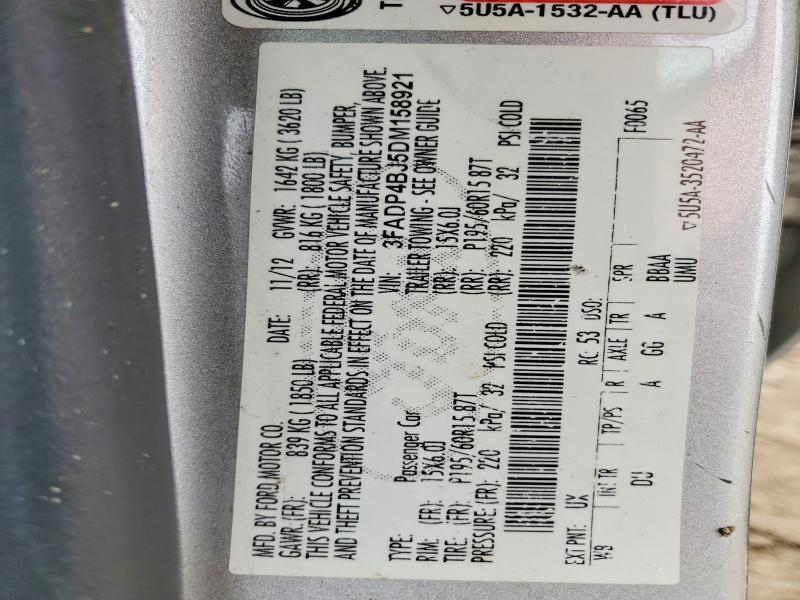 T
▽5U5A-1532-AA (TLU)
MFD. BY FORD MOTOR CO.
DATE: 11/12 GVWR: 1642 KG ( 3620 LB)
GAWR: (FR): 839 KG ( 1850 LB) (RR): 816 KG ( 1800 LB)
THIS VEHICLE CONFORMS TO ALL APPLICABLE FEDERAL MOTOR VEHICLE SAFETY, BUMPER,
AND THEFT PREVENTION STANDARDS IN EFFECT ON THE DATE OF MANUFACTURE SHOWN ABOVE.
VIN: 3FADP4BJ5DM158921
TYPE: Passenger Car TRAILER TOWING - SEE OWNER GUIDE
RIM: (FR): 15X6.0J (RR): 15X6.0J
TIRE: (FR): P195/60R15 87T (RR): P195/60R15 87T
PRESSURE: (FR): 220 kPa/ 32 PSI COLD (RR): 220 kPa/ 32 PSI COLD
EXT PNT: UX RC: 53 DSO: F0065
WB INT TR TP/PS R AXLE TR SPR
DU A GG A BBAA
UMU
▽5U5A-3520472-AA